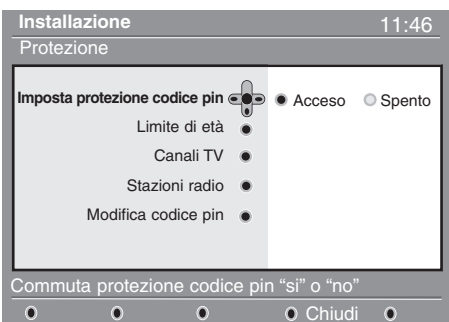 Installazione 11:46
Protezione
Imposta protezione codice pin Acceso Spento
Limite di età
Canali TV
Stazioni radio
Modifica codice pin
Commuta protezione codice pin “si” o “no”
Chiudi